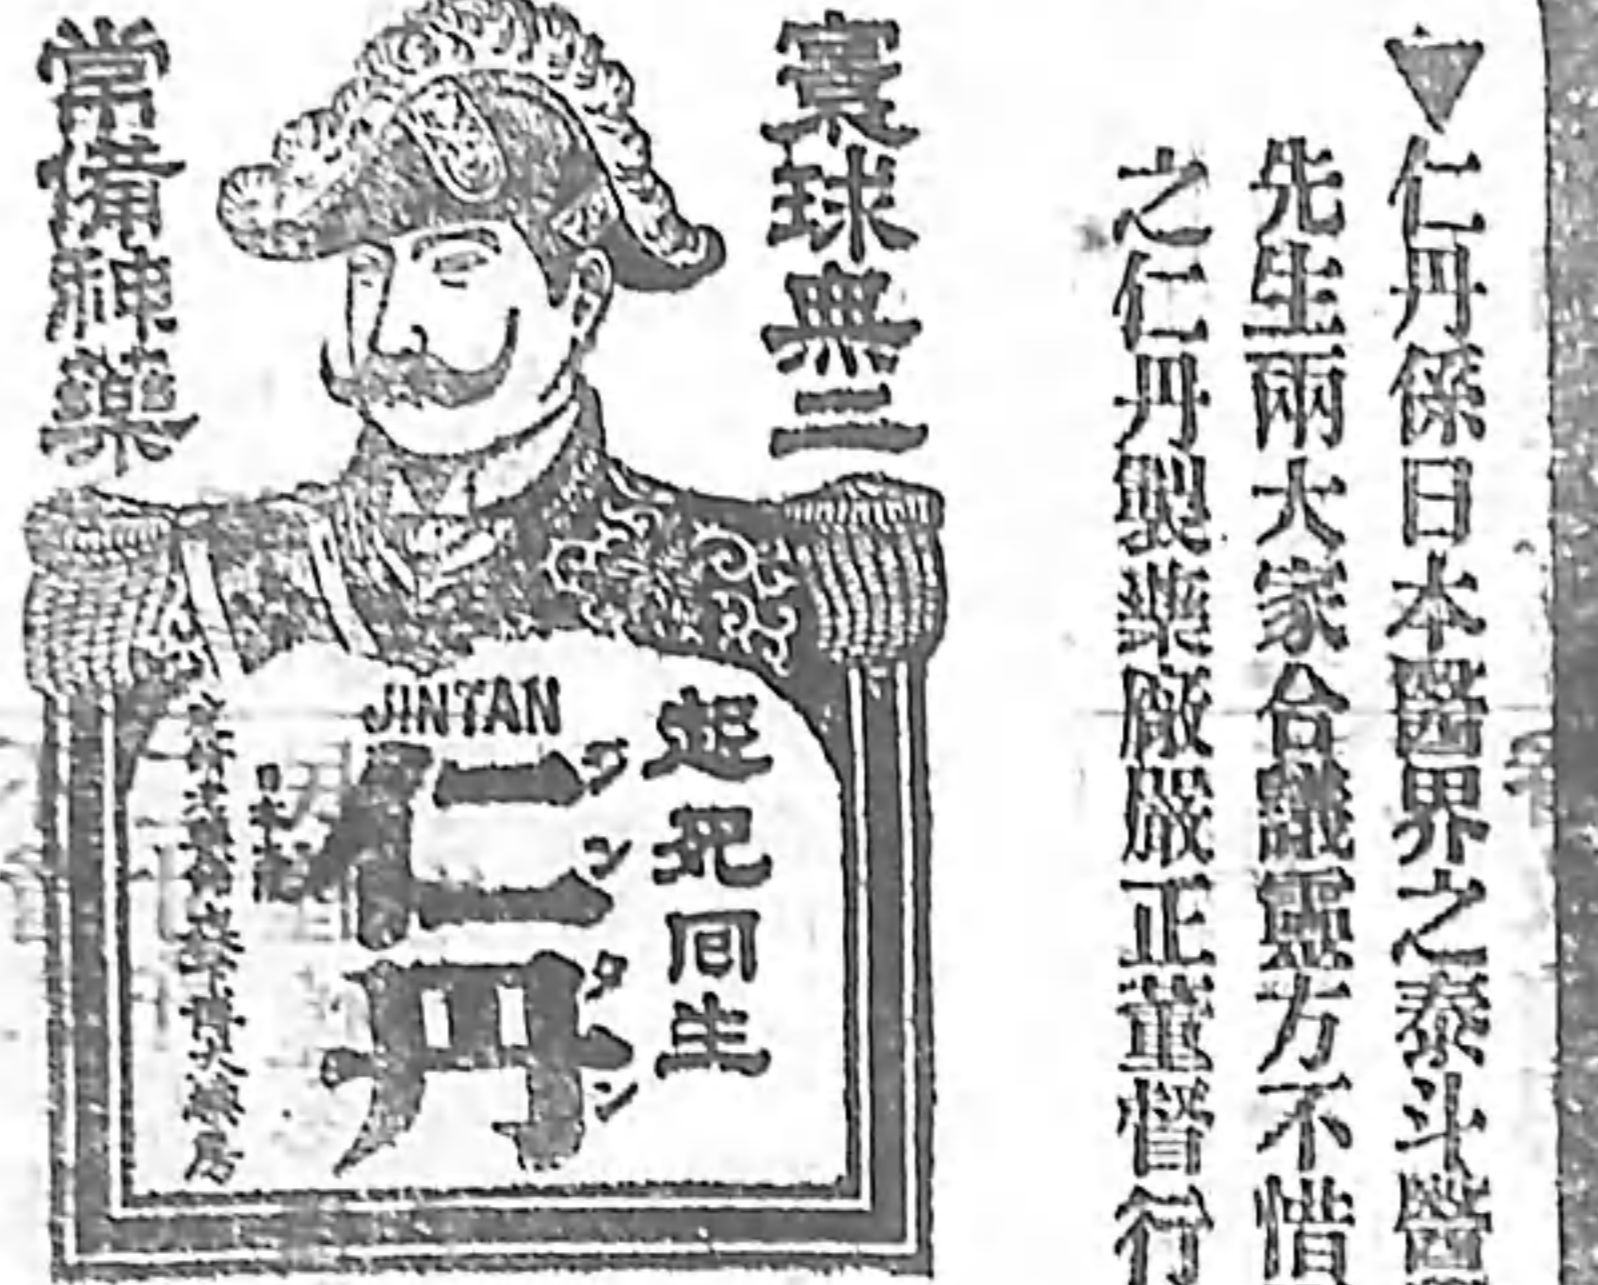 ▼仁丹係日本醫界之泰斗醫
先生兩大家合議靈方不惜
之仁丹製藥廠嚴正董督行
寰球無二
常備神藥
JINTAN
起死回生
ジンタン
仁丹